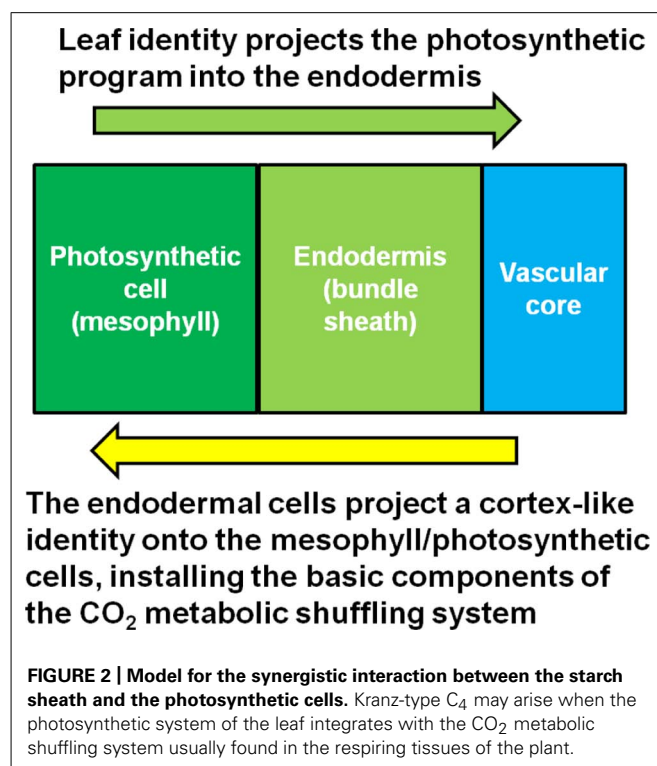 Leaf identity projects the photosynthetic
program into the endodermis
Photosynthetic
cell
(mesophyll)
Endodermis
(bundle
sheath)
Vascular
core
The endodermal cells project a cortex-like
identity onto the mesophyll/photosynthetic
cells, installing the basic components of
the CO₂ metabolic shuffling system
FIGURE 2 | Model for the synergistic interaction between the starch
sheath and the photosynthetic cells. Kranz-type C₄ may arise when the
photosynthetic system of the leaf integrates with the CO₂ metabolic
shuffling system usually found in the respiring tissues of the plant.